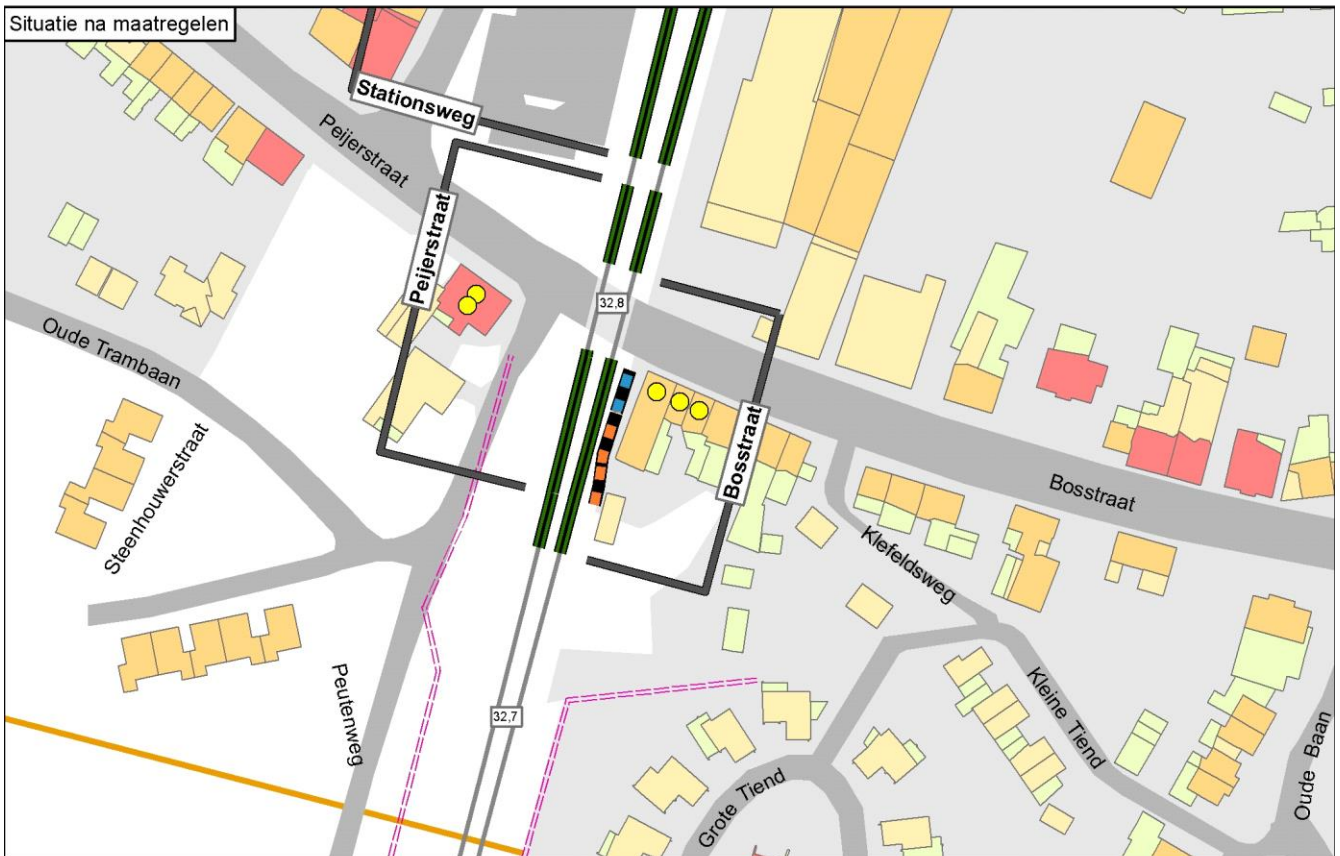 Situatie na maatregelen
Stationsweg
Peijerstraat
Peijerstraat
32,8
Oude Trambaan
Steenhouwerstraat
Bosstraat
Bosstraat
Klefeldsweg
Peutenweg
32,7
Kleine Tiend
Grote Tiend
Oude Baan